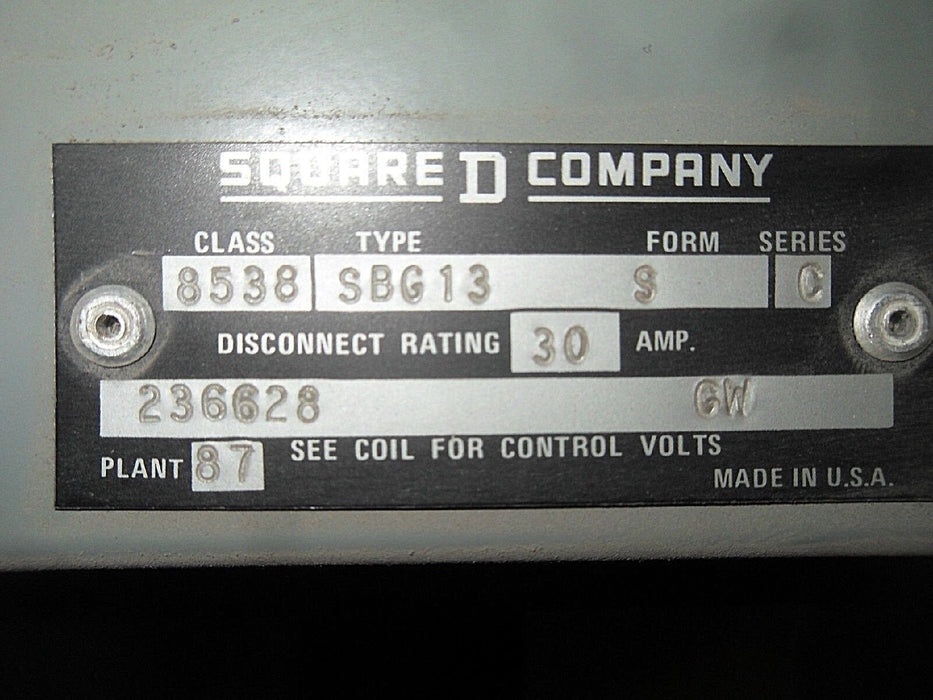 SQUARE D COMPANY
CLASS TYPE FORM SERIES
8538 SBG13 S C
DISCONNECT RATING 30 AMP.
236628 GW
SEE COIL FOR CONTROL VOLTS
PLANT 87
MADE IN U.S.A.